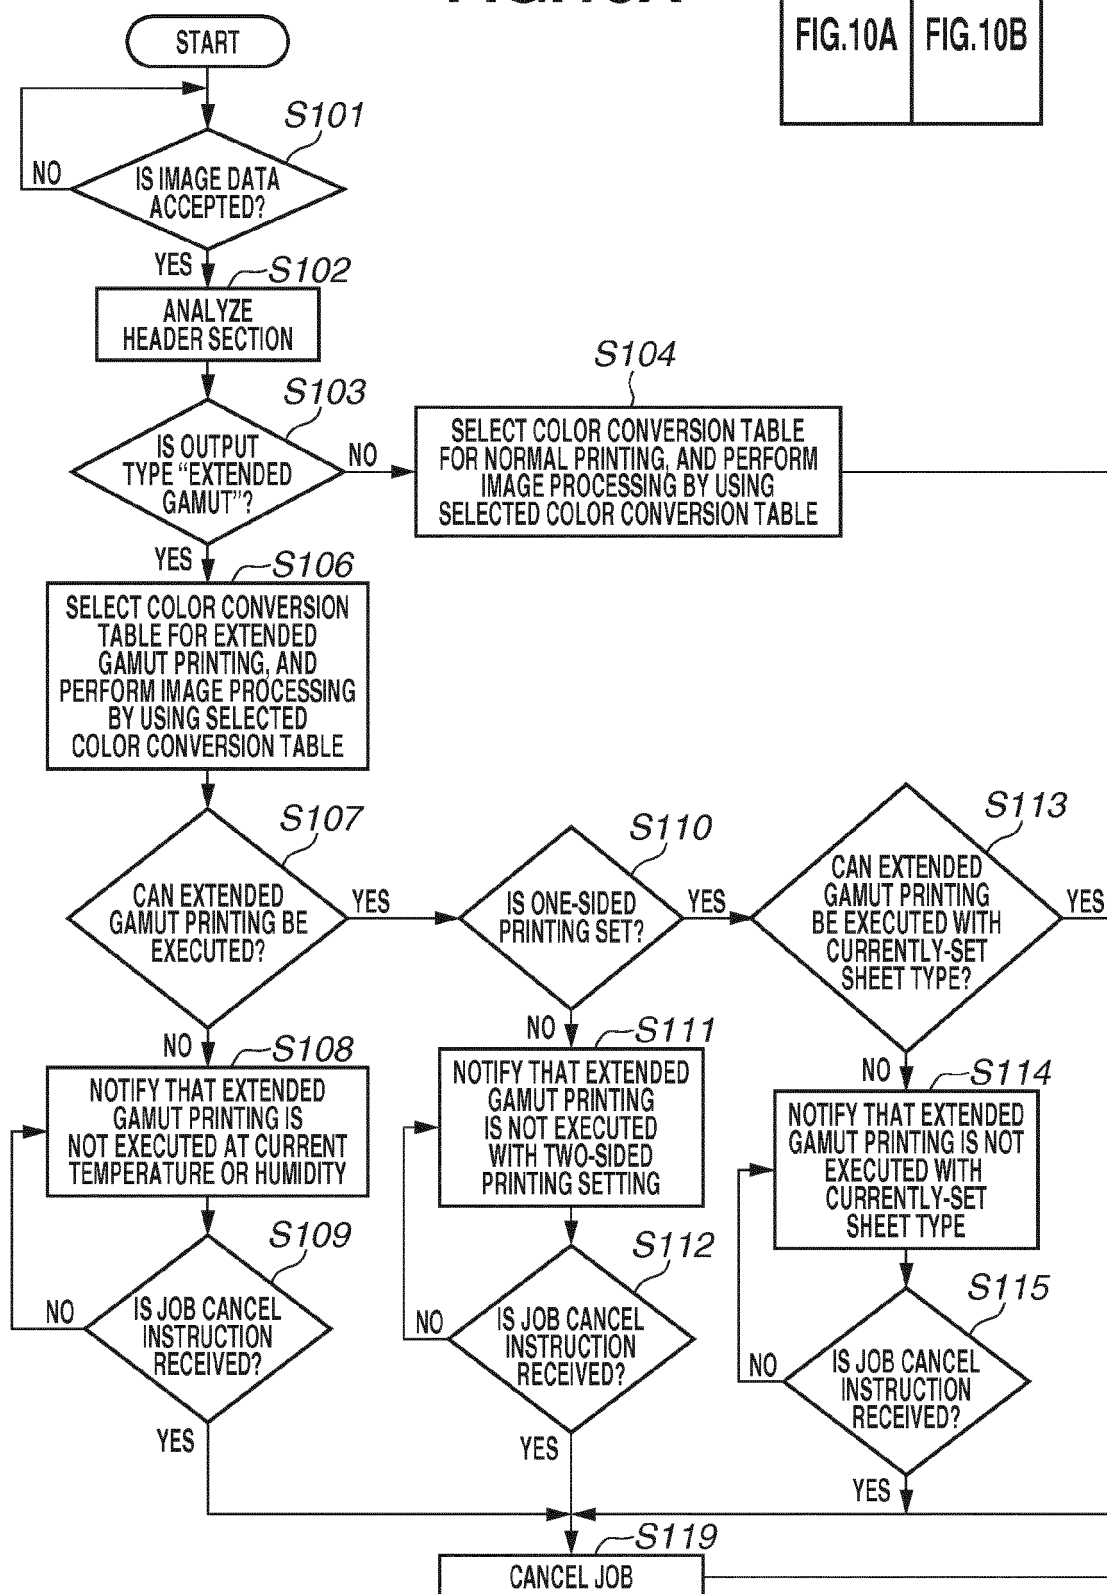 FIG.10A
FIG.10A FIG.10B
START
S101
NO
IS IMAGE DATA
ACCEPTED?
YES
S102
ANALYZE
HEADER SECTION
S103
IS OUTPUT
TYPE “EXTENDED
GAMUT”?
NO
S104
SELECT COLOR CONVERSION TABLE
FOR NORMAL PRINTING, AND PERFORM
IMAGE PROCESSING BY USING
SELECTED COLOR CONVERSION TABLE
YES
S106
SELECT COLOR CONVERSION
TABLE FOR EXTENDED
GAMUT PRINTING, AND
PERFORM IMAGE PROCESSING
BY USING SELECTED
COLOR CONVERSION TABLE
S107
CAN EXTENDED
GAMUT PRINTING BE
EXECUTED?
YES
S110
IS ONE-SIDED
PRINTING SET?
YES
S113
CAN EXTENDED
GAMUT PRINTING
BE EXECUTED WITH
CURRENTLY-SET
SHEET TYPE?
YES
NO
S108
NOTIFY THAT EXTENDED
GAMUT PRINTING IS
NOT EXECUTED AT CURRENT
TEMPERATURE OR HUMIDITY
NO
S111
NOTIFY THAT EXTENDED
GAMUT PRINTING
IS NOT EXECUTED
WITH TWO-SIDED
PRINTING SETTING
NO
S114
NOTIFY THAT EXTENDED
GAMUT PRINTING IS NOT
EXECUTED WITH
CURRENTLY-SET
SHEET TYPE
S109
NO
IS JOB CANCEL
INSTRUCTION
RECEIVED?
YES
S112
NO
IS JOB CANCEL
INSTRUCTION
RECEIVED?
YES
S115
NO
IS JOB CANCEL
INSTRUCTION
RECEIVED?
YES
S119
CANCEL JOB